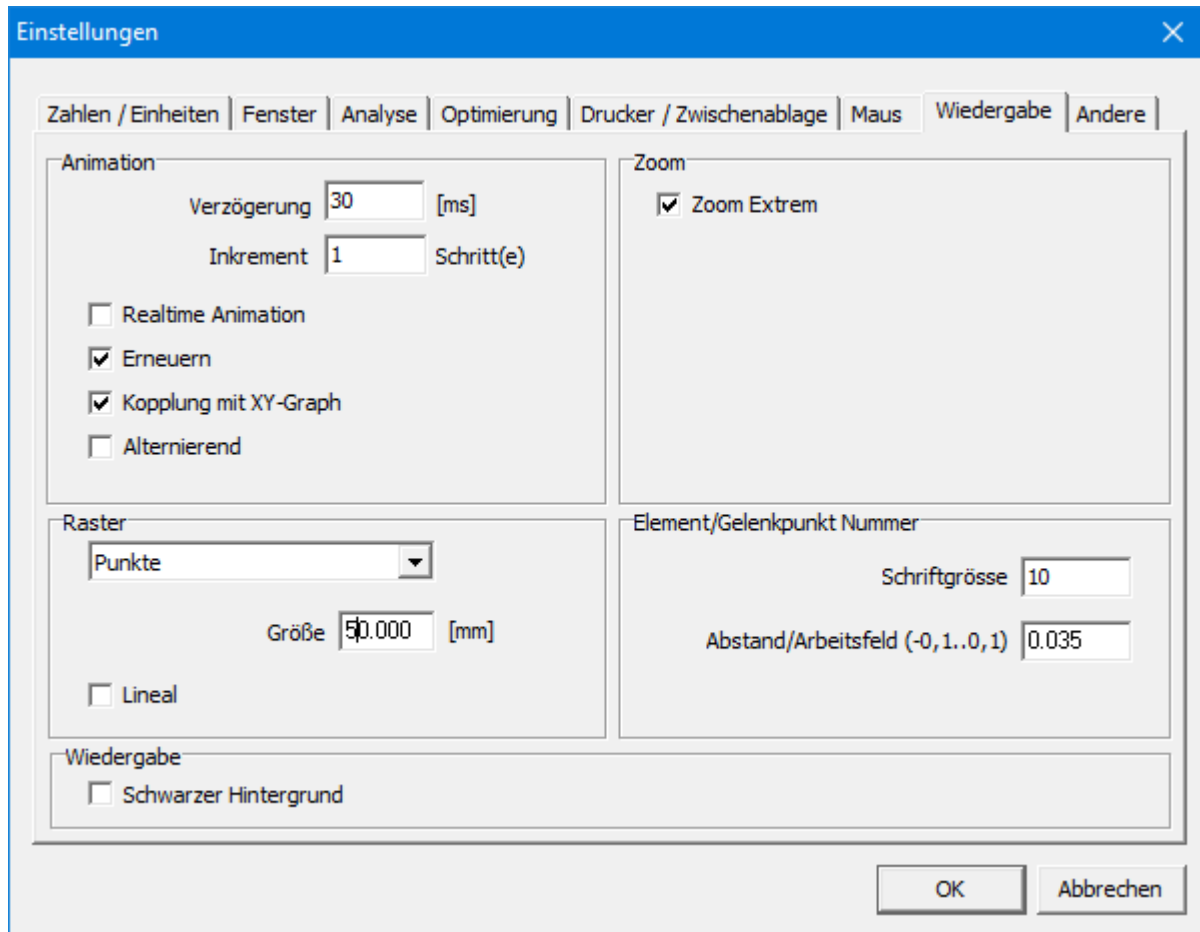 Einstellungen
Zahlen / Einheiten Fenster Analyse Optimierung Drucker / Zwischenablage Maus Wiedergabe Andere
Animation
Verzögerung 30 [ms]
Inkrement 1 Schritt(e)
Realtime Animation
Erneuern
Kopplung mit XY-Graph
Alternierend
Zoom
Zoom Extrem
Raster
Punkte
Größe 50.000 [mm]
Lineal
Element/Gelenkpunkt Nummer
Schriftgrösse 10
Abstand/Arbeitsfeld (-0,1..0,1) 0.035
Wiedergabe
Schwarzer Hintergrund
OK Abbrechen